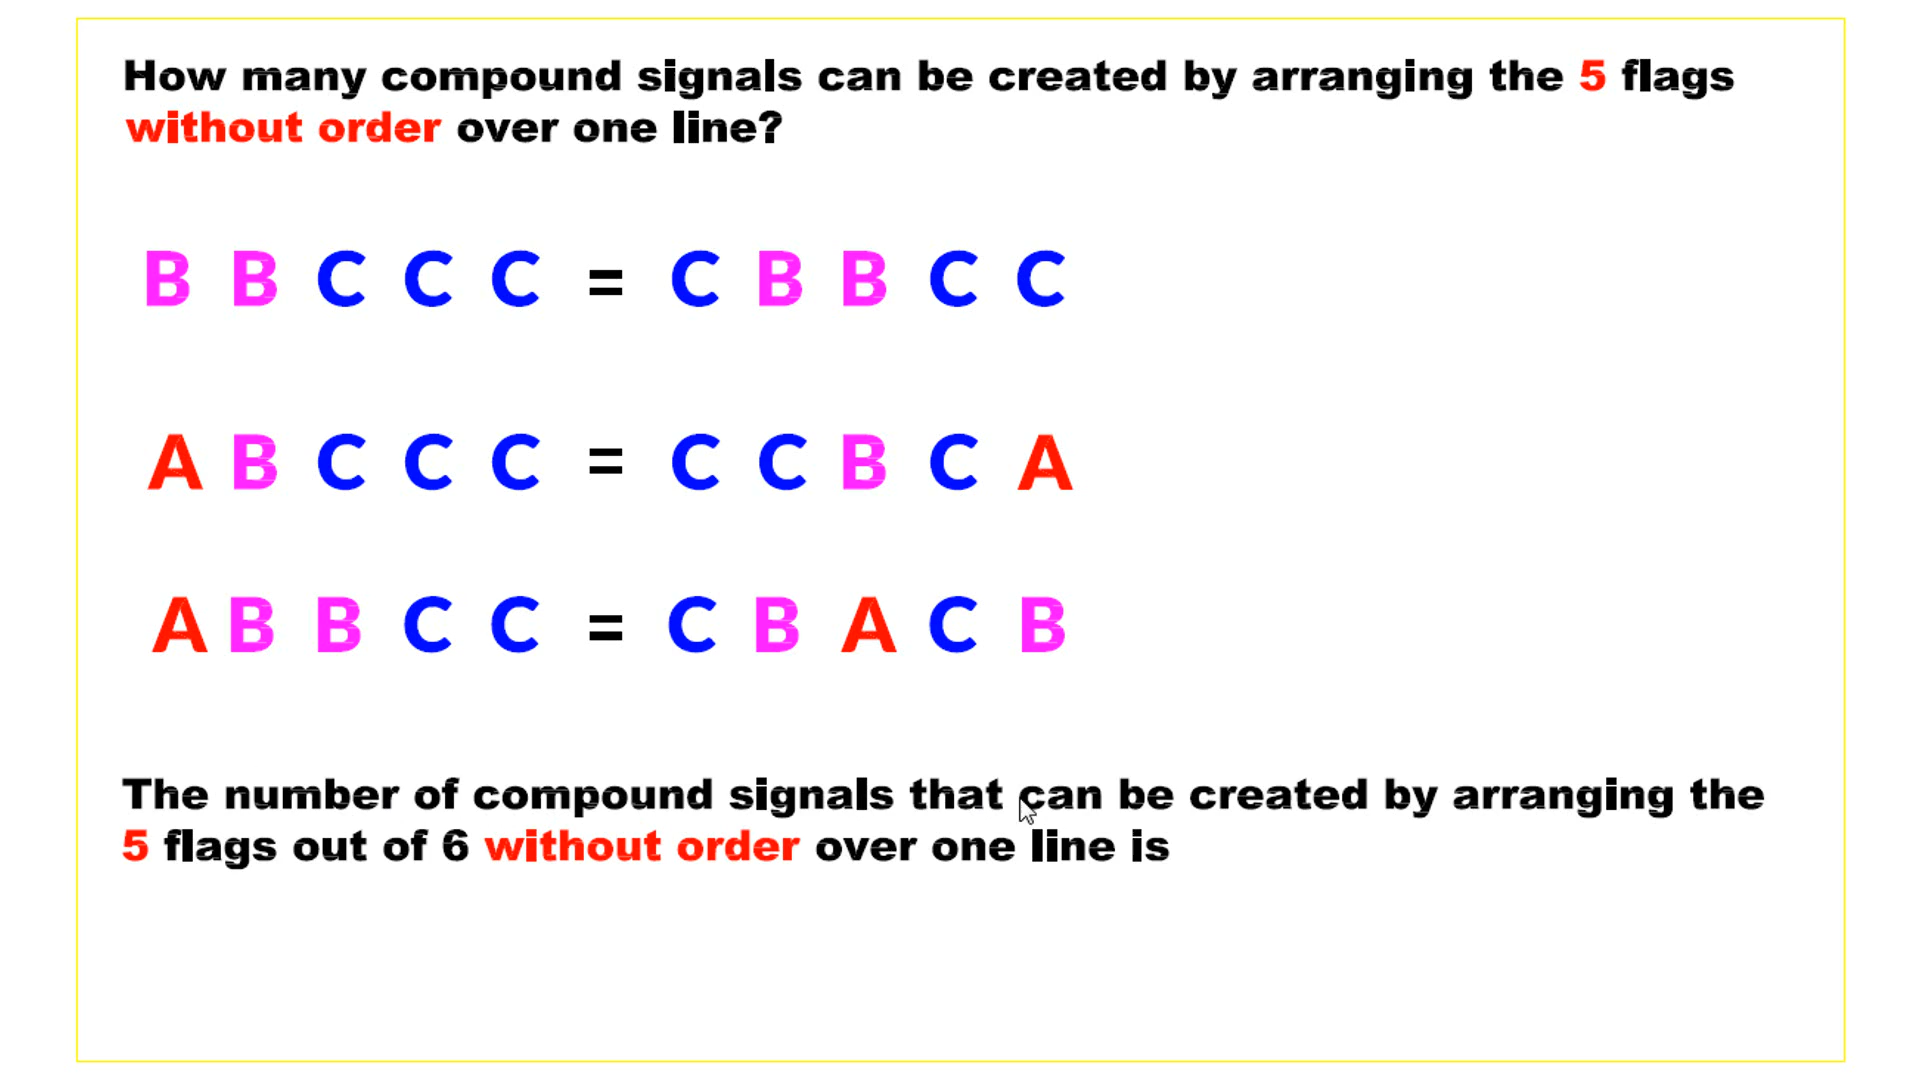 How many compound signals can be created by arranging the 5 flags
without order over one line?
B B C C C = C B B C C
A B C C C = C C B C A
A B B C C = C B A C B
The number of compound signals that can be created by arranging the
5 flags out of 6 without order over one line is